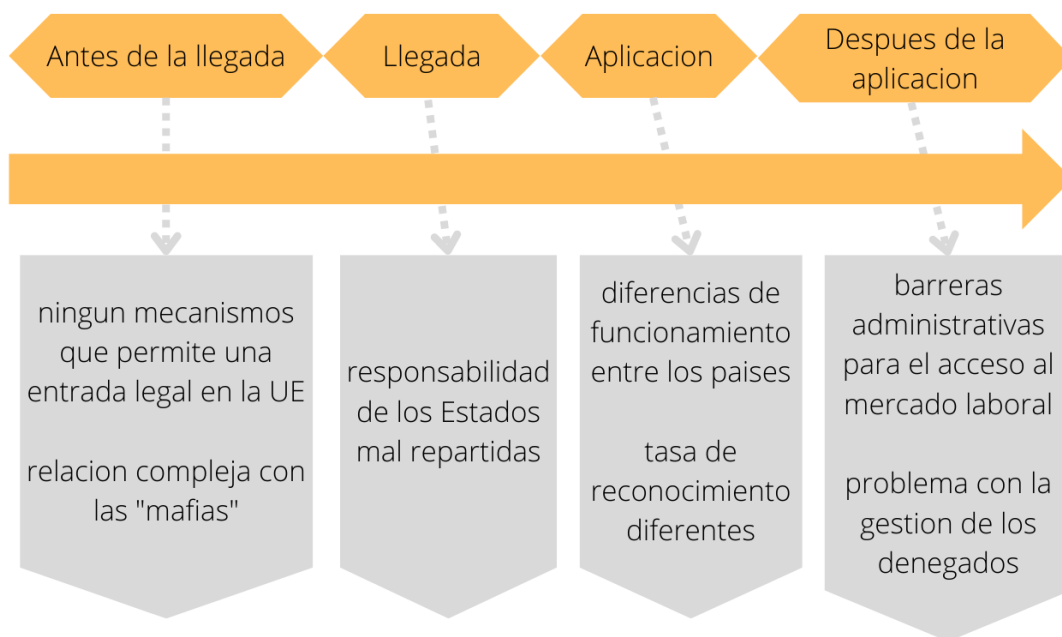 Antes de la llegada
Llegada
Aplicacion
Despues de la
aplicacion
ningun mecanismos
que permite una
entrada legal en la UE
relacion compleja con
las "mafias"
responsabilidad
de los Estados
mal repartidas
diferencias de
funcionamiento
entre los paises
tasa de
reconocimiento
diferentes
barreras
administrativas
para el acceso al
mercado laboral
problema con la
gestion de los
denegados